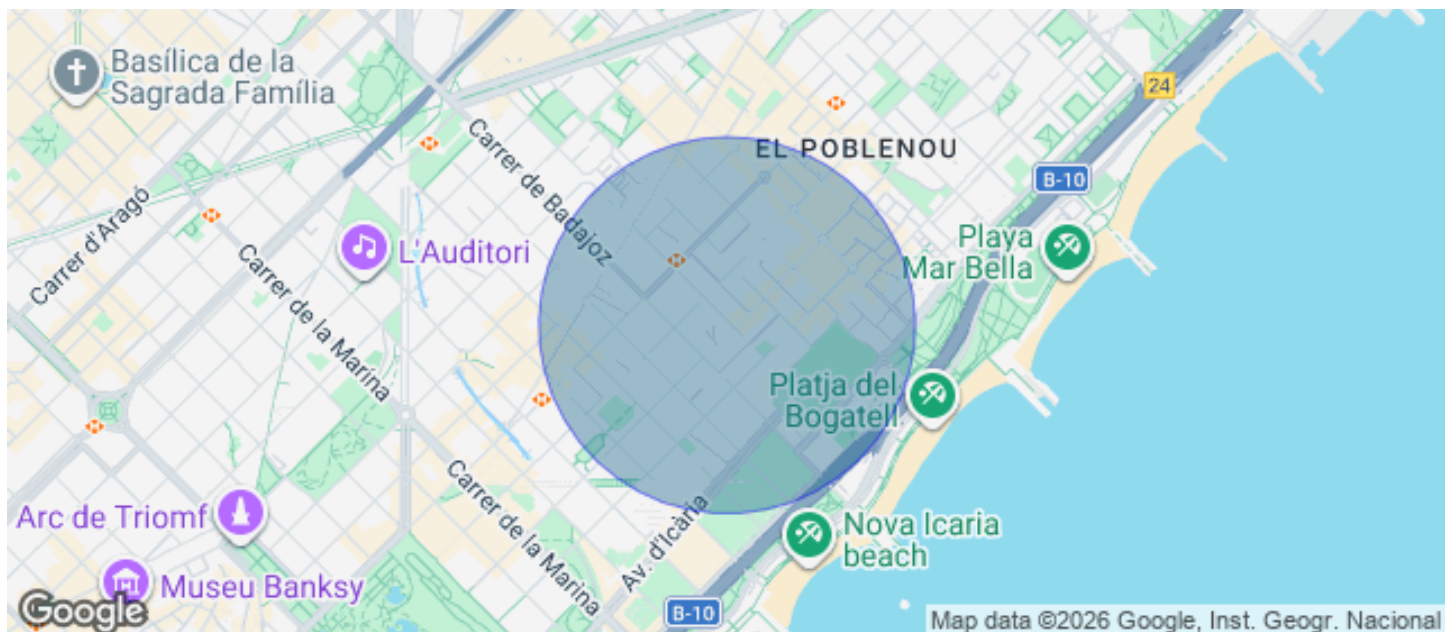 Basílica de la
Sagrada Família
24
EL POBLENOU
Carrer de Badajoz
B-10
Carrer d'Aragó
L'Auditori
Playa
Mar Bella
Carrer de la Marina
Platja del
Bogatell
Carrer de la Marina
Arc de Triomf
Av. d'Icària
Nova Icaria
beach
Museu Banksy
B-10
Google
Map data ©2026 Google, Inst. Geogr. Nacional